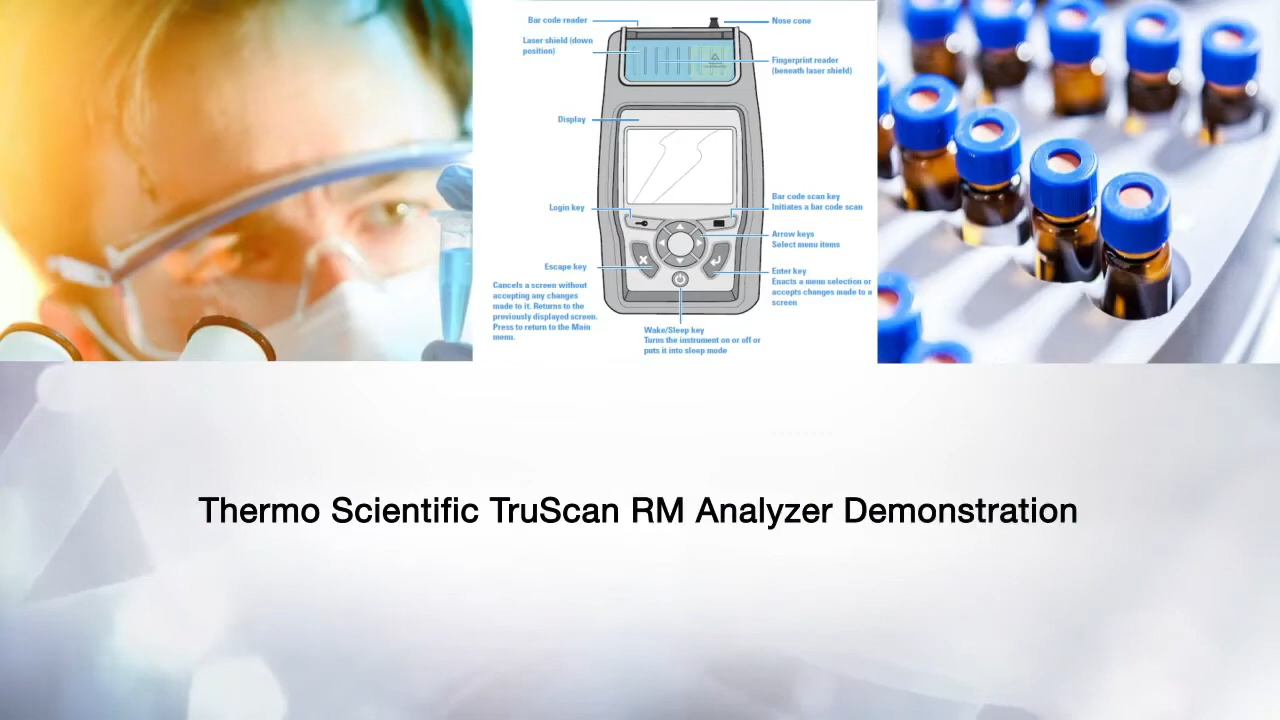 Bar code reader
Nose cone
Laser shield (down
position)
Fingerprint reader
(beneath laser shield)
Display
Login key
Bar code scan key
Initiates a bar code scan
Arrow keys
Select menu items
Escape key
Cancels a screen without
accepting any changes
made to it. Returns to the
previously displayed screen.
Press to return to the Main
menu.
Enter key
Enacts a menu selection or
accepts changes made to a
screen
Wake/Sleep key
Turns the instrument on or off or
puts it into sleep mode
Thermo Scientific TruScan RM Analyzer Demonstration